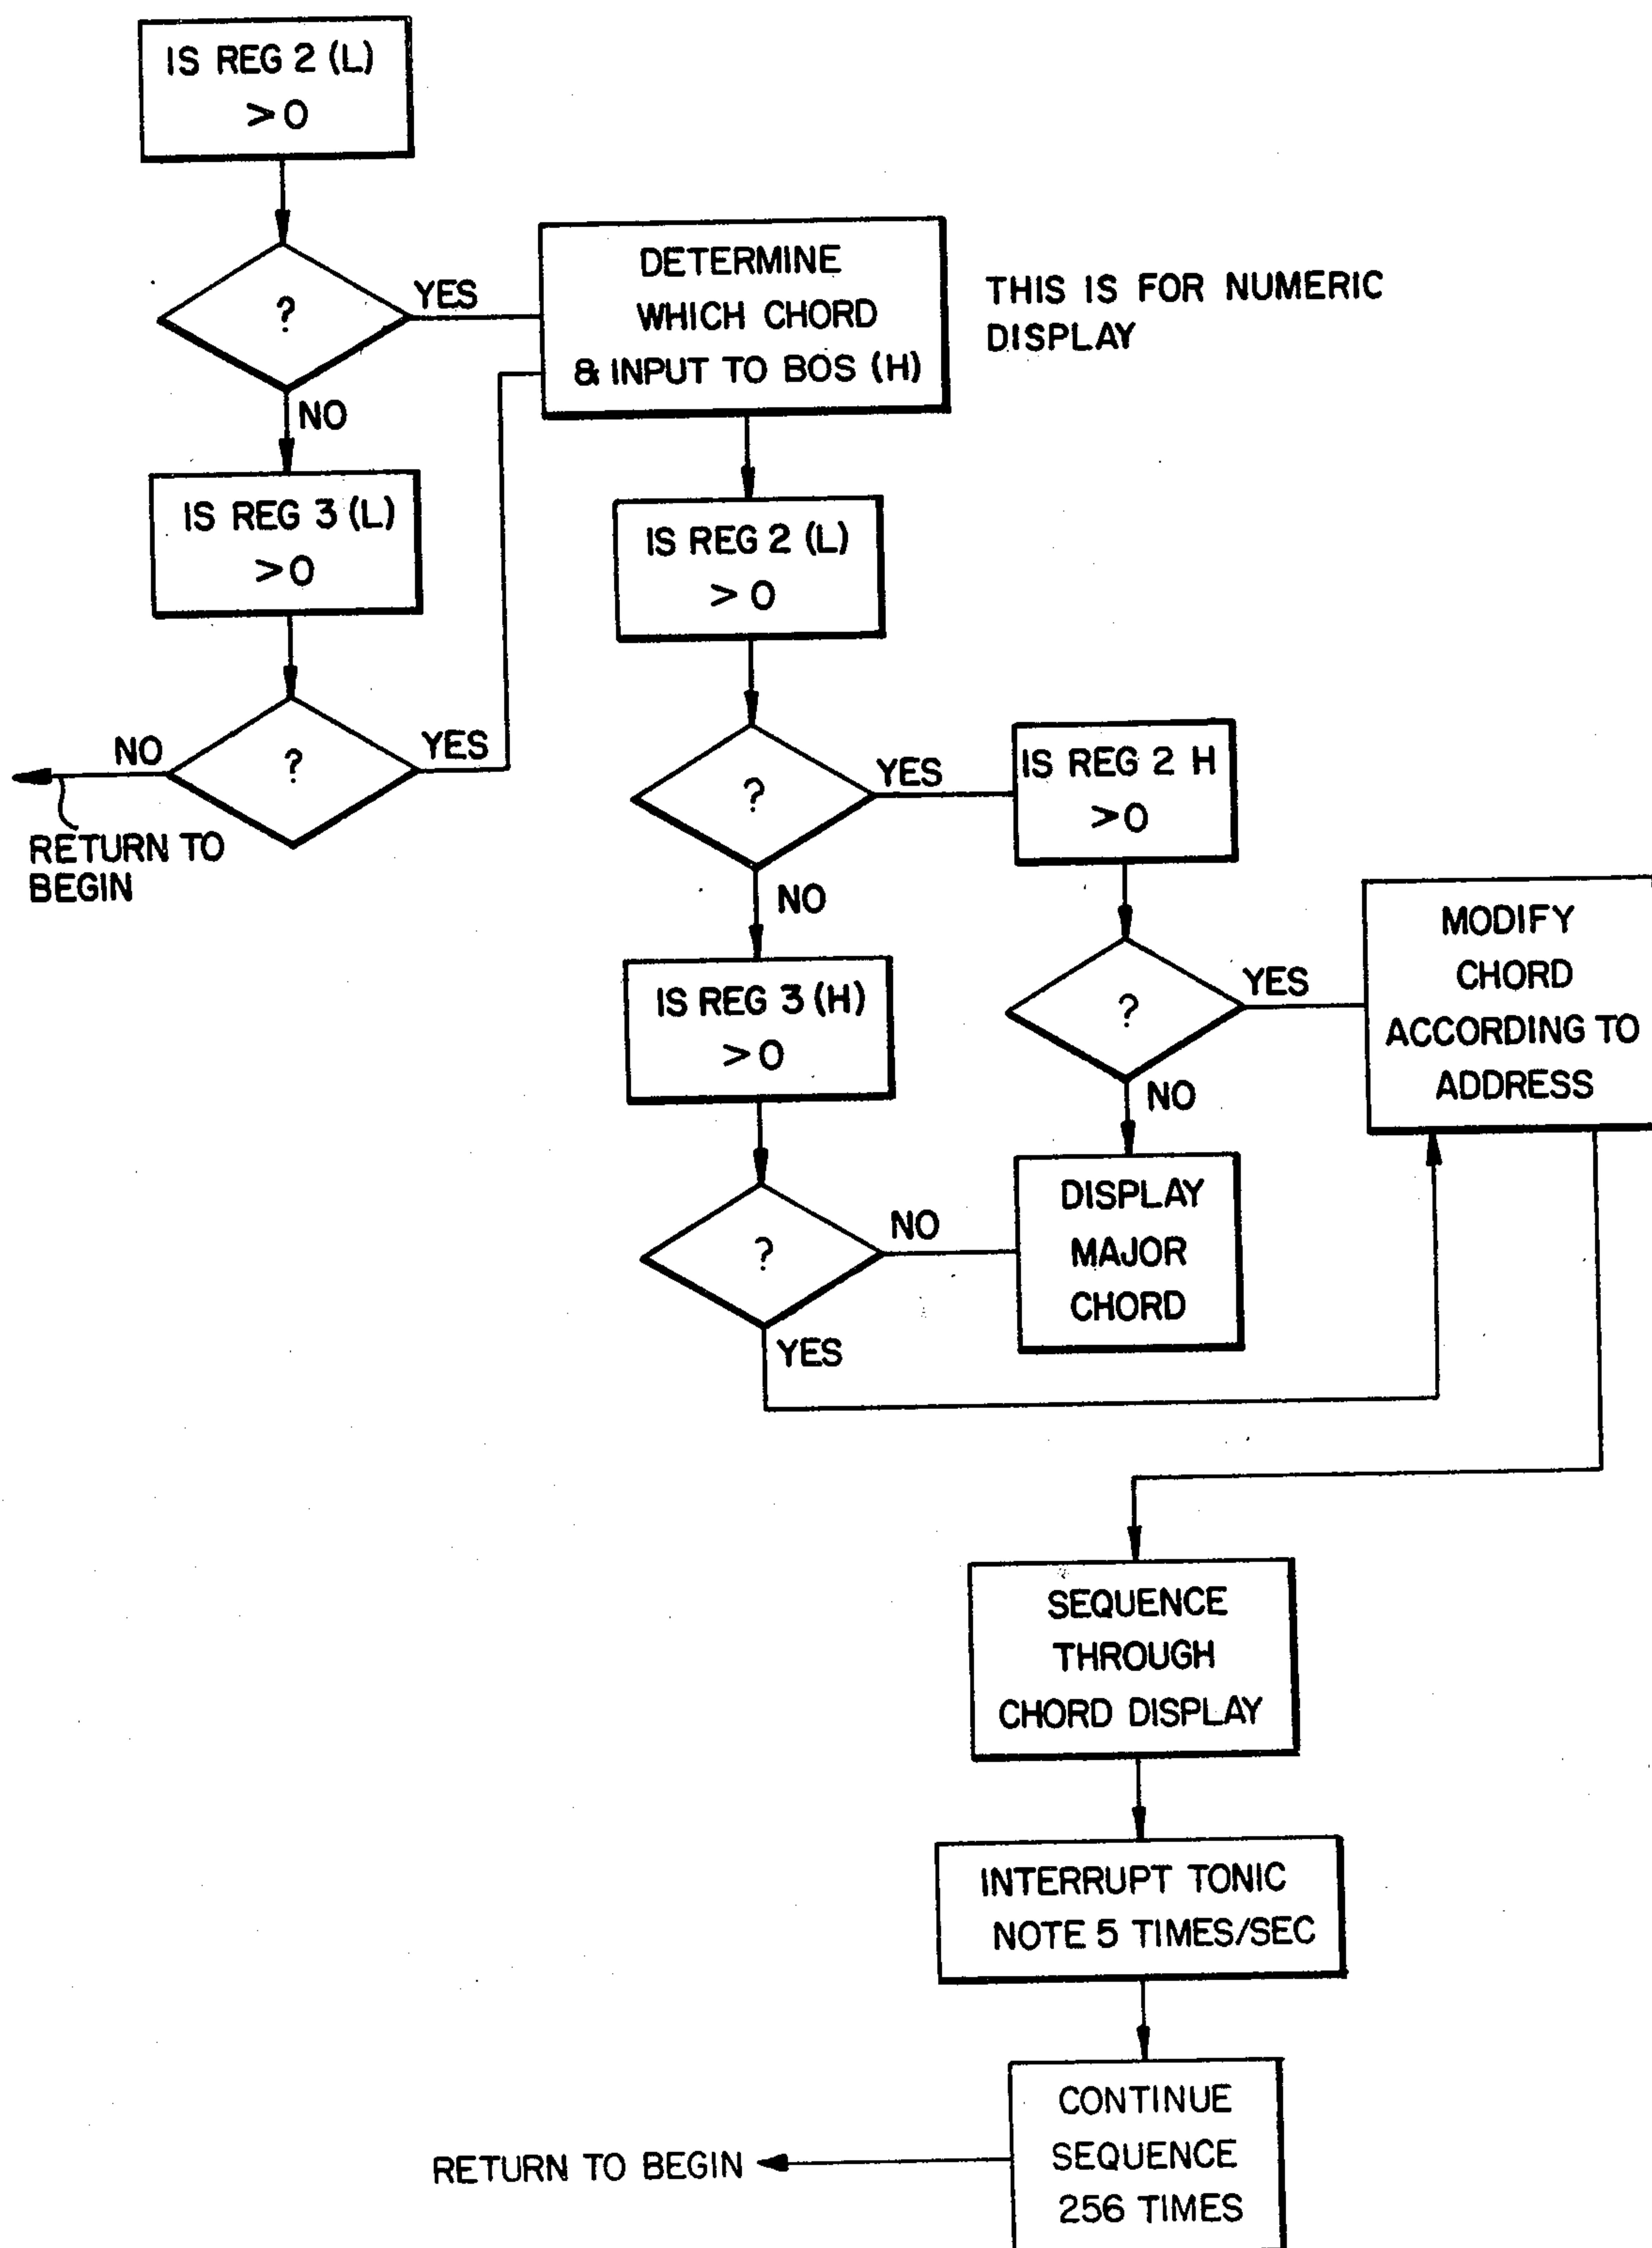 IS REG 2 (L)
> 0
?
YES
NO
DETERMINE
WHICH CHORD
& INPUT TO BOS (H)
THIS IS FOR NUMERIC
DISPLAY
IS REG 3 (L)
>0
?
NO
YES
RETURN TO
BEGIN
IS REG 2 (L)
> 0
?
YES
NO
IS REG 2 H
>0
?
YES
NO
MODIFY
CHORD
ACCORDING TO
ADDRESS
IS REG 3 (H)
> 0
?
NO
YES
DISPLAY
MAJOR
CHORD
SEQUENCE
THROUGH
CHORD DISPLAY
INTERRUPT TONIC
NOTE 5 TIMES/SEC
CONTINUE
SEQUENCE
256 TIMES
RETURN TO BEGIN